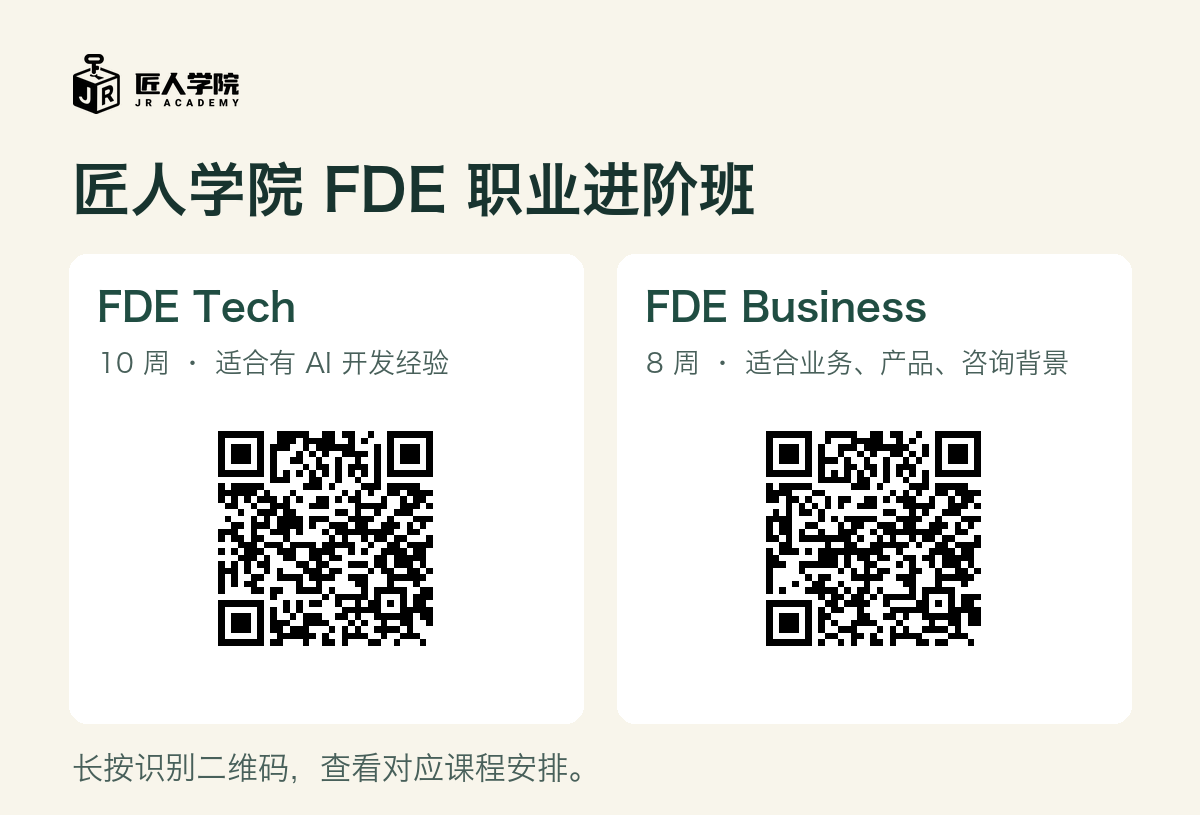 匠人学院
JR ACADEMY
JR
匠人学院 FDE 职业进阶班
FDE Tech
10 周 · 适合有 AI 开发经验
FDE Business
8 周 · 适合业务、产品、咨询背景
长按识别二维码，查看对应课程安排。